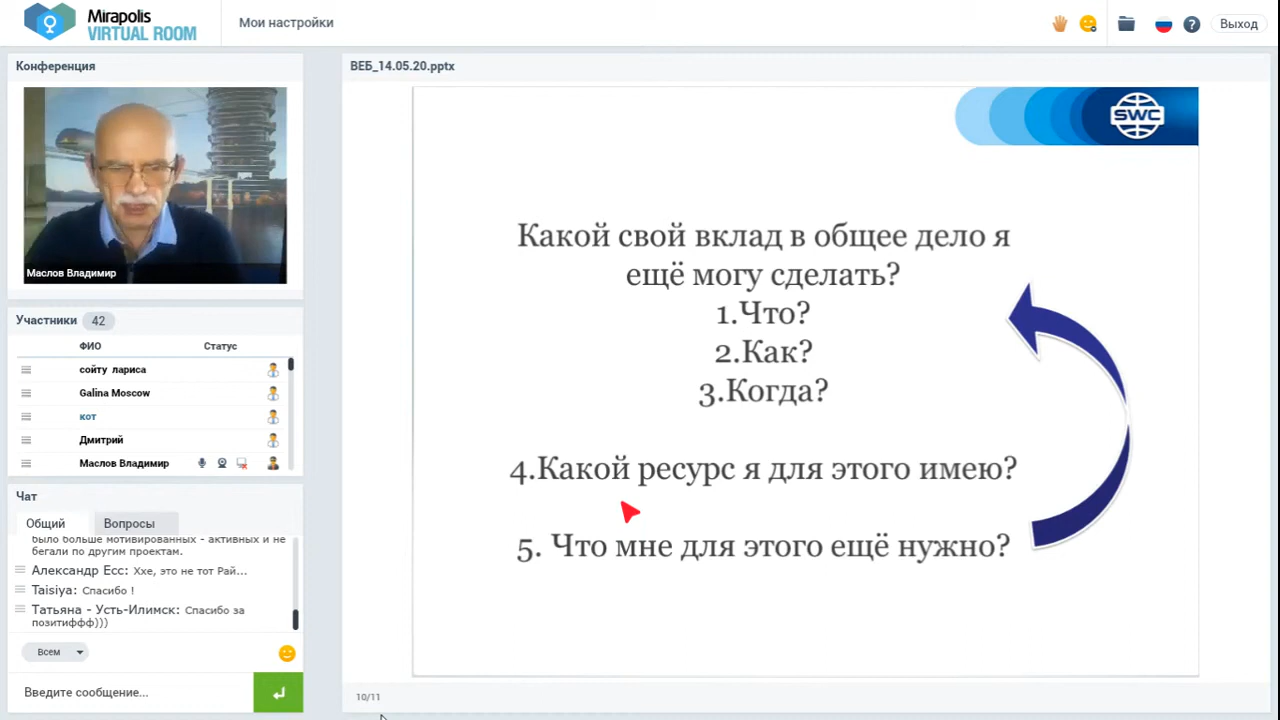 Mirapolis
VIRTUAL ROOM
Мои настройки
?
Выход
Конференция
Маслов Владимир
Участники 42
ФИО Статус
сойту лариса
Galina Moscow
кот
Дмитрий
Маслов Владимир
Чат
Общий Вопросы
было больше мотивированных - активных и не
бегали по другим проектам.
Александр Есс: Ххе, это не тот Рай...
Taisiya: Спасибо !
Татьяна - Усть-Илимск: Спасибо за
позитиффф)))
Всем
Введите сообщение...
ВЕБ_14.05.20.pptx
SWC
Какой свой вклад в общее дело я
ещё могу сделать?
1.Что?
2.Как?
3.Когда?
4.Какой ресурс я для этого имею?
5. Что мне для этого ещё нужно?
10/11